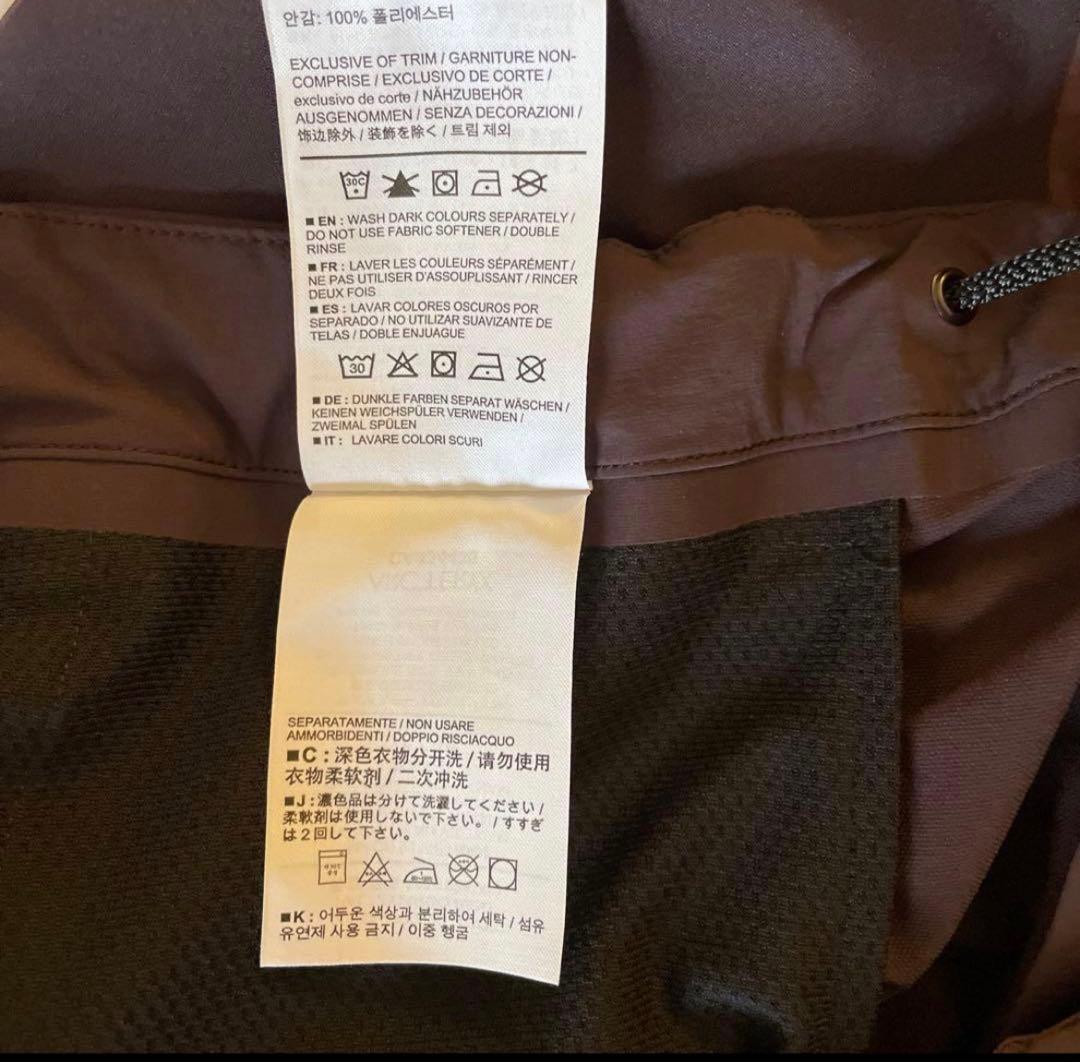 안감: 100% 폴리에스터
EXCLUSIVE OF TRIM / GARNITURE NON-
COMPRISE / EXCLUSIVO DE CORTE /
exclusivo de corte / NÄHZUBEHÖR
AUSGENOMMEN / SENZA DECORAZIONI /
饰边除外 / 装飾を除く / 트림 제외
30C
■ EN : WASH DARK COLOURS SEPARATELY /
DO NOT USE FABRIC SOFTENER / DOUBLE
RINSE
■ FR : LAVER LES COULEURS SÉPARÉMENT /
NE PAS UTILISER D'ASSOUPLISSANT / RINCER
DEUX FOIS
■ ES : LAVAR COLORES OSCUROS POR
SEPARADO / NO UTILIZAR SUAVIZANTE DE
TELAS / DOBLE ENJUAGUE
30
■ DE : DUNKLE FARBEN SEPARAT WÄSCHEN /
KEINEN WEICHSPÜLER VERWENDEN /
ZWEIMAL SPÜLEN
■ IT : LAVARE COLORI SCURI
SEPARATAMENTE / NON USARE
AMMORBIDENTI / DOPPIO RISCIACQUO
■C : 深色衣物分开洗 / 请勿使用
衣物柔软剂 / 二次冲洗
■J : 濃色品は分けて洗濯してください /
柔軟剤は使用しないで下さい。/ すすぎ
は2回して下さい。
■K : 어두운 색상과 분리하여 세탁 / 섬유
유연제 사용 금지 / 이중 헹굼